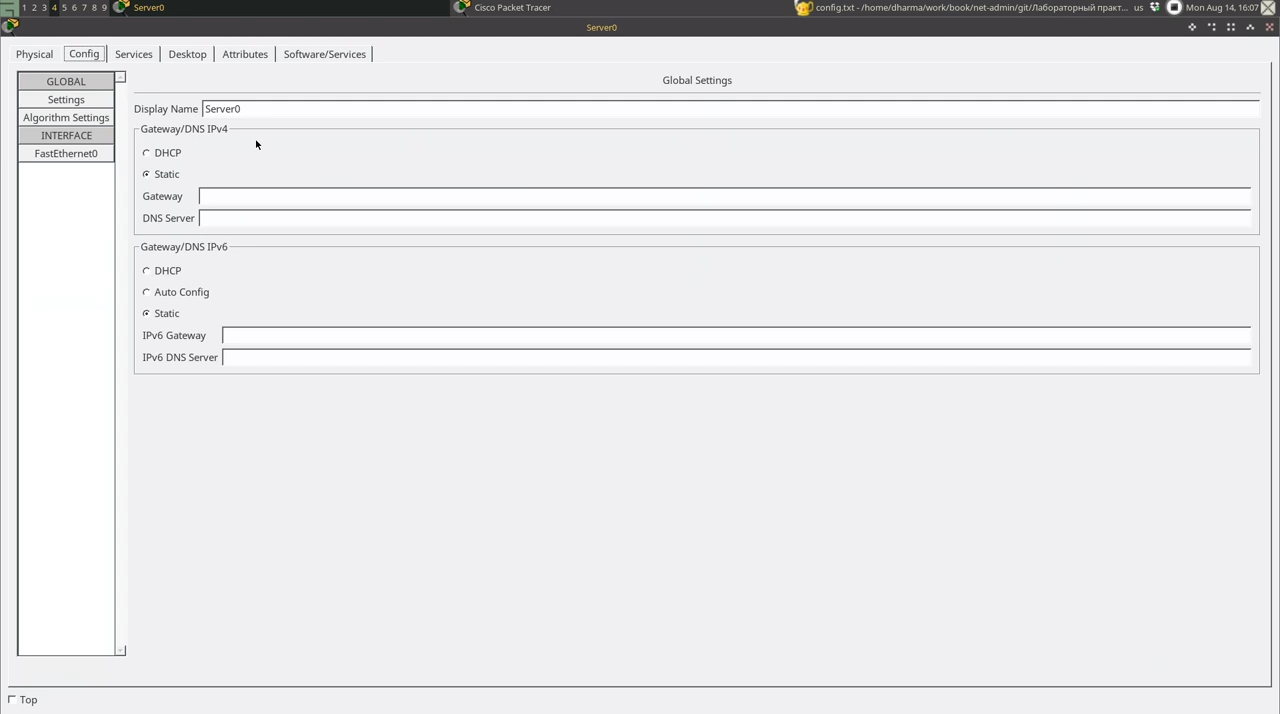 1 2 3 4 5 6 7 8 9 Server0 Cisco Packet Tracer config.txt - /home/dharma/work/book/net-admin/git/Лабораторный практ... us Mon Aug 14, 16:07
Server0
Physical Config Services Desktop Attributes Software/Services
GLOBAL
Settings
Algorithm Settings
INTERFACE
FastEthernet0
Global Settings
Display Name Server0
Gateway/DNS IPv4
DHCP
Static
Gateway
DNS Server
Gateway/DNS IPv6
DHCP
Auto Config
Static
IPv6 Gateway
IPv6 DNS Server
Top